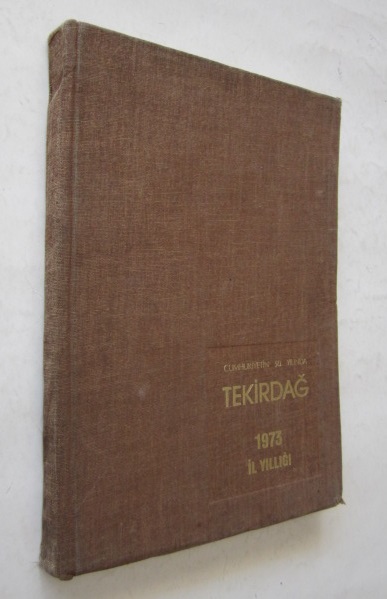 CUMHURİYETİN 50. YILINDA
TEKİRDAĞ
1973
İL YILLIĞI